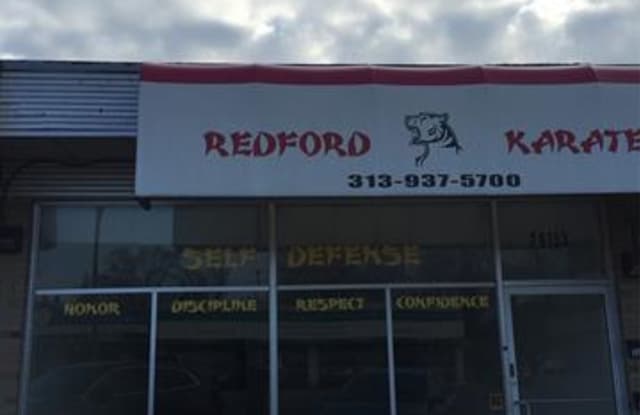 REDFORD KARATE
313-937-5700
SELF DEFENSE
HONOR DISCIPLINE RESPECT CONFIDENCE